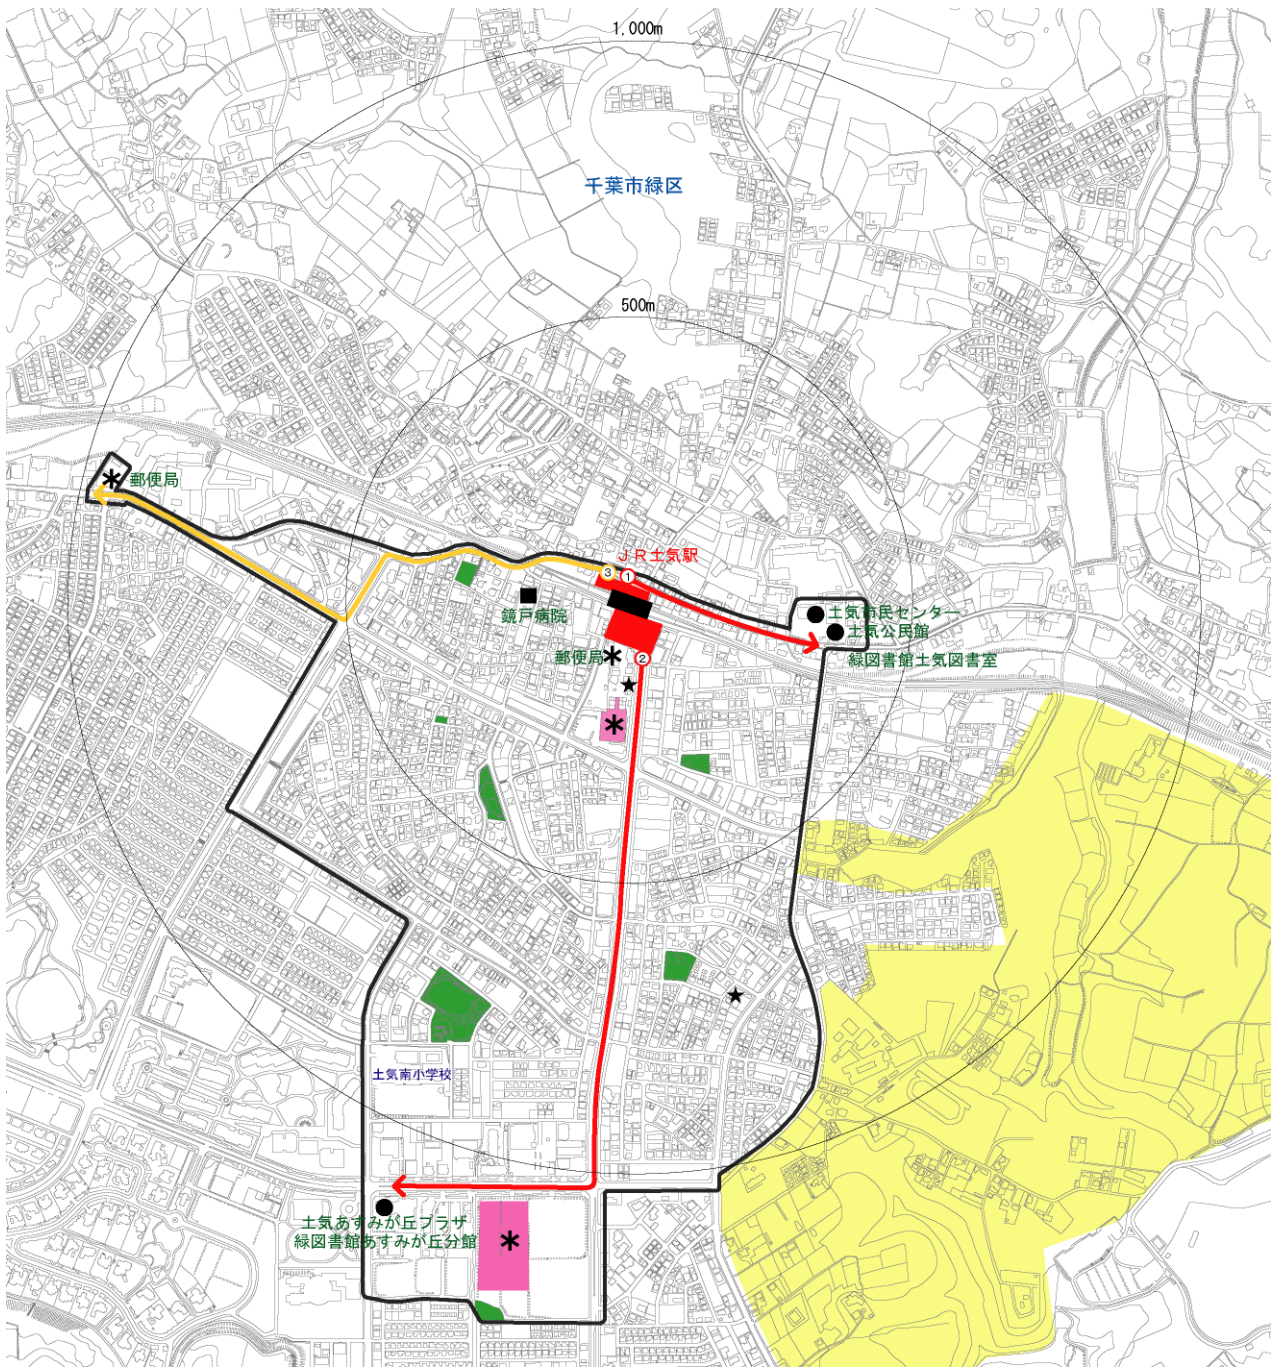 1,000m
千葉市緑区
500m
郵便局
JR土気駅
3
1
鏡戸病院
土気市民センター
土気公民館
郵便局
2
緑図書館土気図書室
土気南小学校
土気あすみが丘プラザ
緑図書館あすみが丘分館